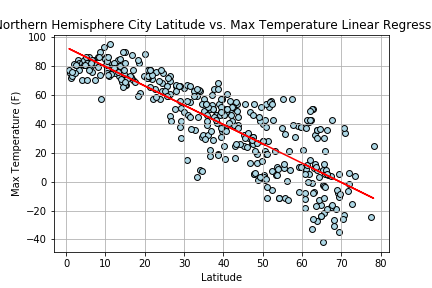 Northern Hemisphere City Latitude vs. Max Temperature Linear Regress
100
80
60
40
20
0
−20
−40
Max Temperature (F)
0 10 20 30 40 50 60 70 80
Latitude